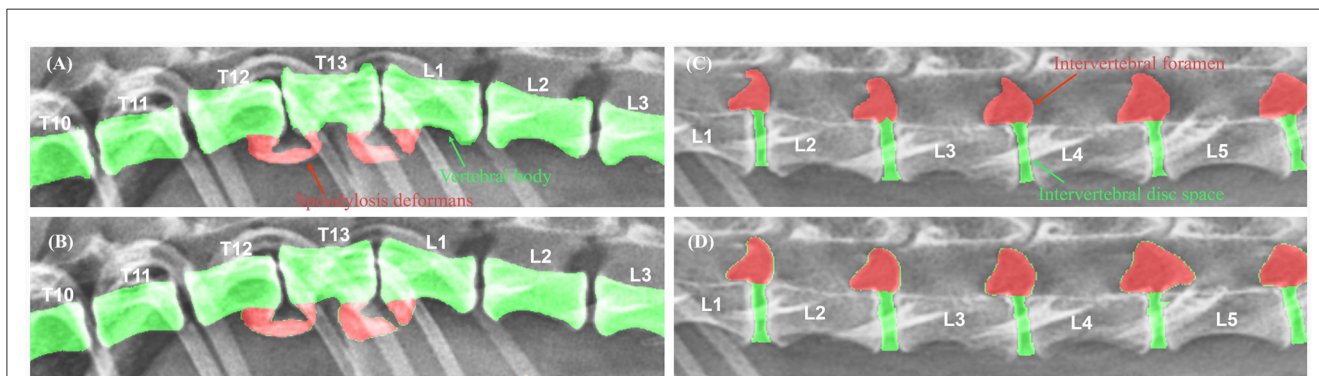 (A)
T10
T11
T12
T13
L1
L2
L3
Vertebral body
Spondylosis deformans
(C)
Intervertebral foramen
L1
L2
L3
L4
L5
Intervertebral disc space
(B)
T10
T11
T12
T13
L1
L2
L3
(D)
L1
L2
L3
L4
L5